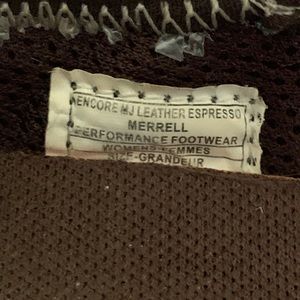 ENCORE MJ LEATHER ESPRESSO
MERRELL
PERFORMANCE FOOTWEAR
WOMENS-FEMMES
SIZE-GRANDEUR